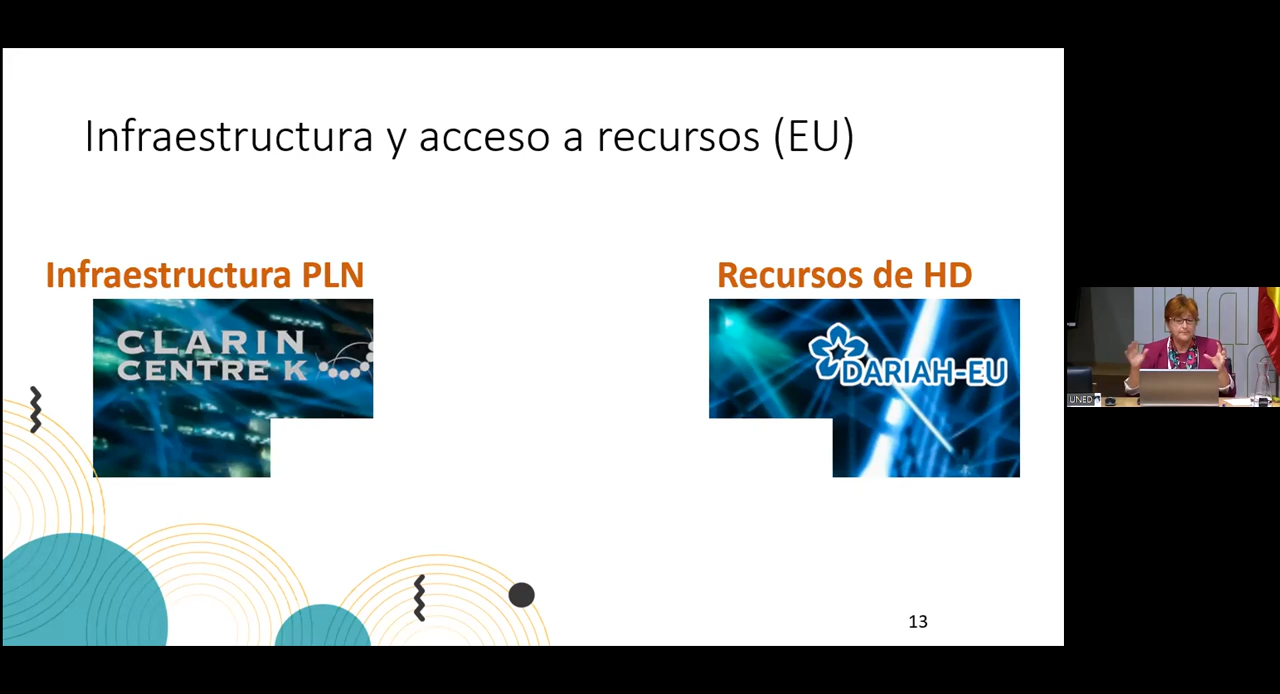 Infraestructura y acceso a recursos (EU)
Infraestructura PLN
Recursos de HD
CLARIN
CENTRE K
DARIAH-EU
UNED
13